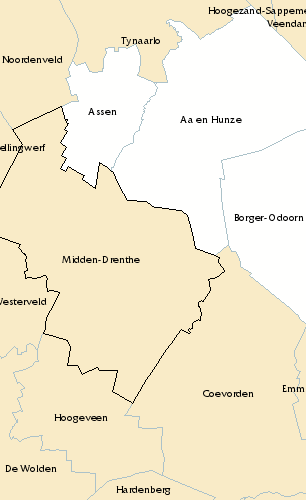 Hoogezand-Sappeme
Veendam
Tynaarlo
Noordenveld
Assen
Aa en Hunze
ellingwerf
Borger-Odoorn
Midden-Drenthe
Westerveld
Coevorden
Emm
Hoogeveen
De Wolden
Hardenberg